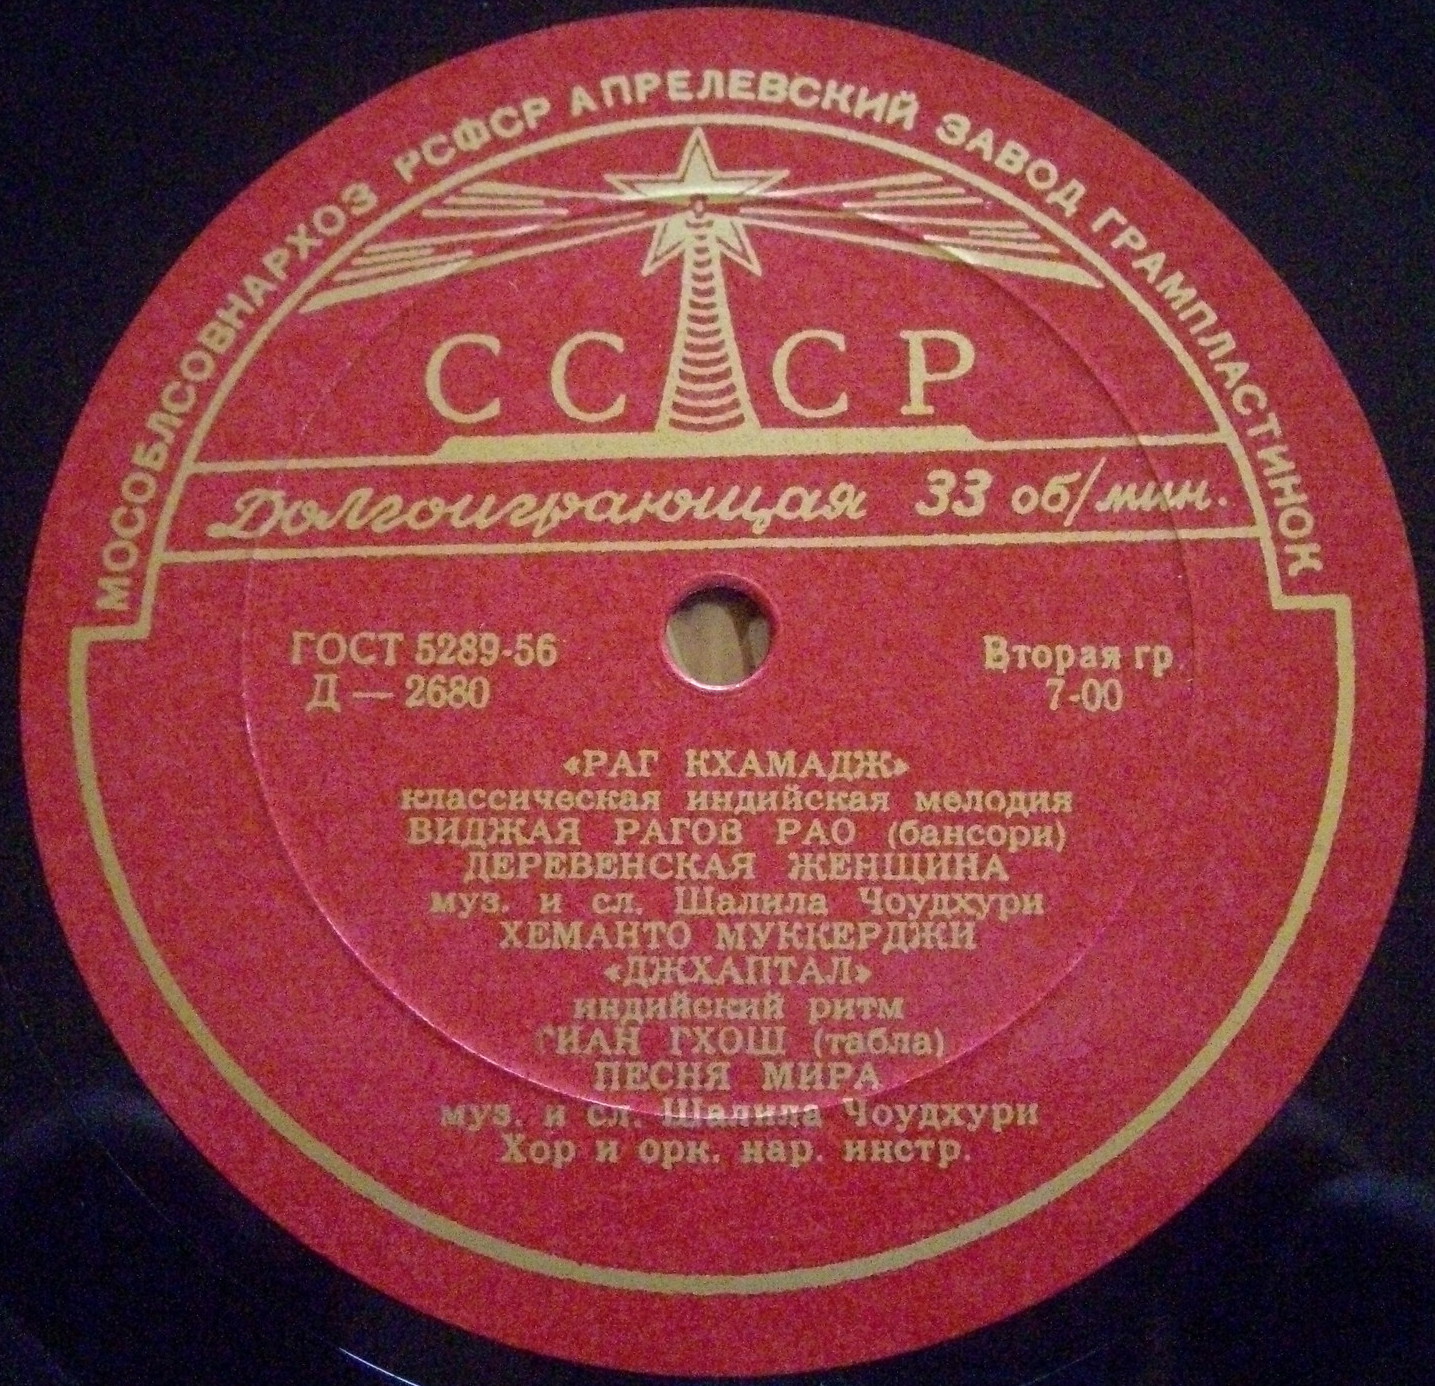 МОСОБЛСОВНАРХОЗ РСФСР АПРЕЛЕВСКИЙ ЗАВОД ГРАМПЛАСТИНОК
СССР
Долгоиграющая 33 об/мин.
ГОСТ 5289-56
Д — 2680
Вторая гр.
7-00
«РАГ КХАМАДЖ»
классическая индийская мелодия
ВИДЖАЯ РАГОВ РАО (бансори)
ДЕРЕВЕНСКАЯ ЖЕНЩИНА
муз. и сл. Шалила Чоудхури
ХЕМАНТО МУККЕРДЖИ
«ДЖХАПТАЛ»
индийский ритм
ГИАН ГХОШ (табла)
ПЕСНЯ МИРА
муз. и сл. Шалила Чоудхури
Хор и орк. нар. инстр.